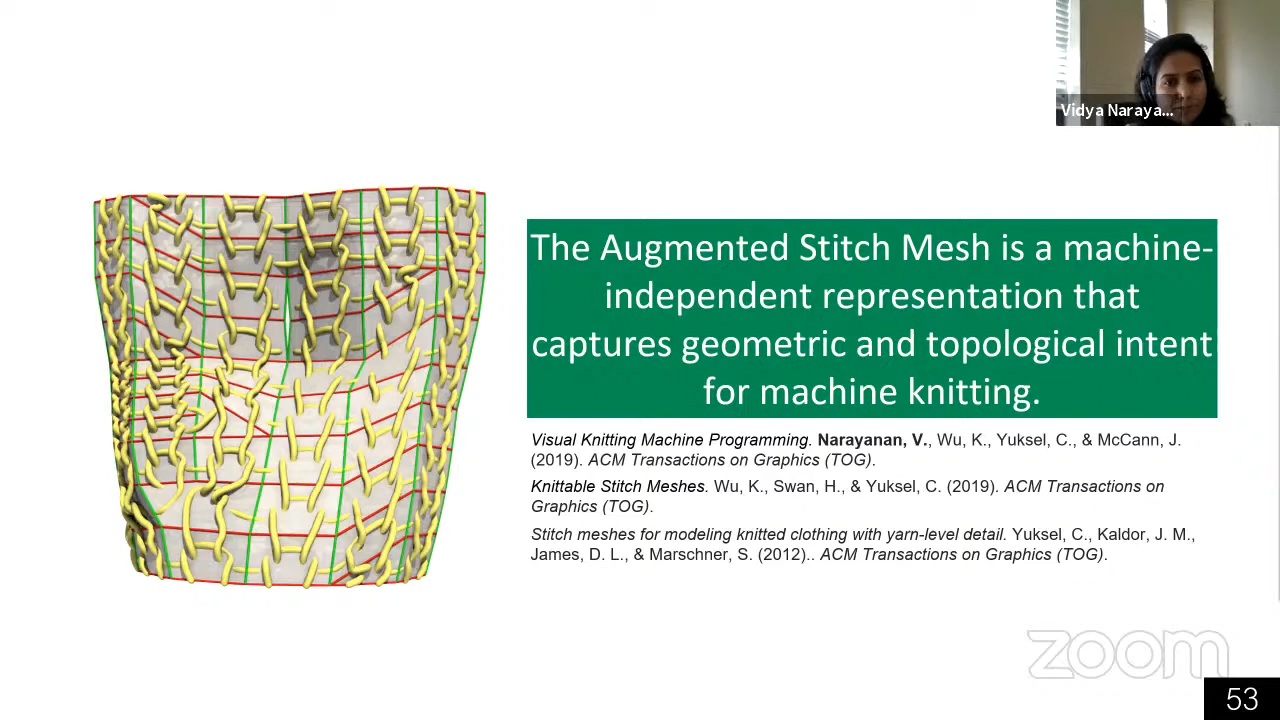 Vidya Naraya...
The Augmented Stitch Mesh is a machine-
independent representation that
captures geometric and topological intent
for machine knitting.
Visual Knitting Machine Programming. Narayanan, V., Wu, K., Yuksel, C., & McCann, J.
(2019). ACM Transactions on Graphics (TOG).
Knittable Stitch Meshes. Wu, K., Swan, H., & Yuksel, C. (2019). ACM Transactions on
Graphics (TOG).
Stitch meshes for modeling knitted clothing with yarn-level detail. Yuksel, C., Kaldor, J. M.,
James, D. L., & Marschner, S. (2012).. ACM Transactions on Graphics (TOG).
zoom
53